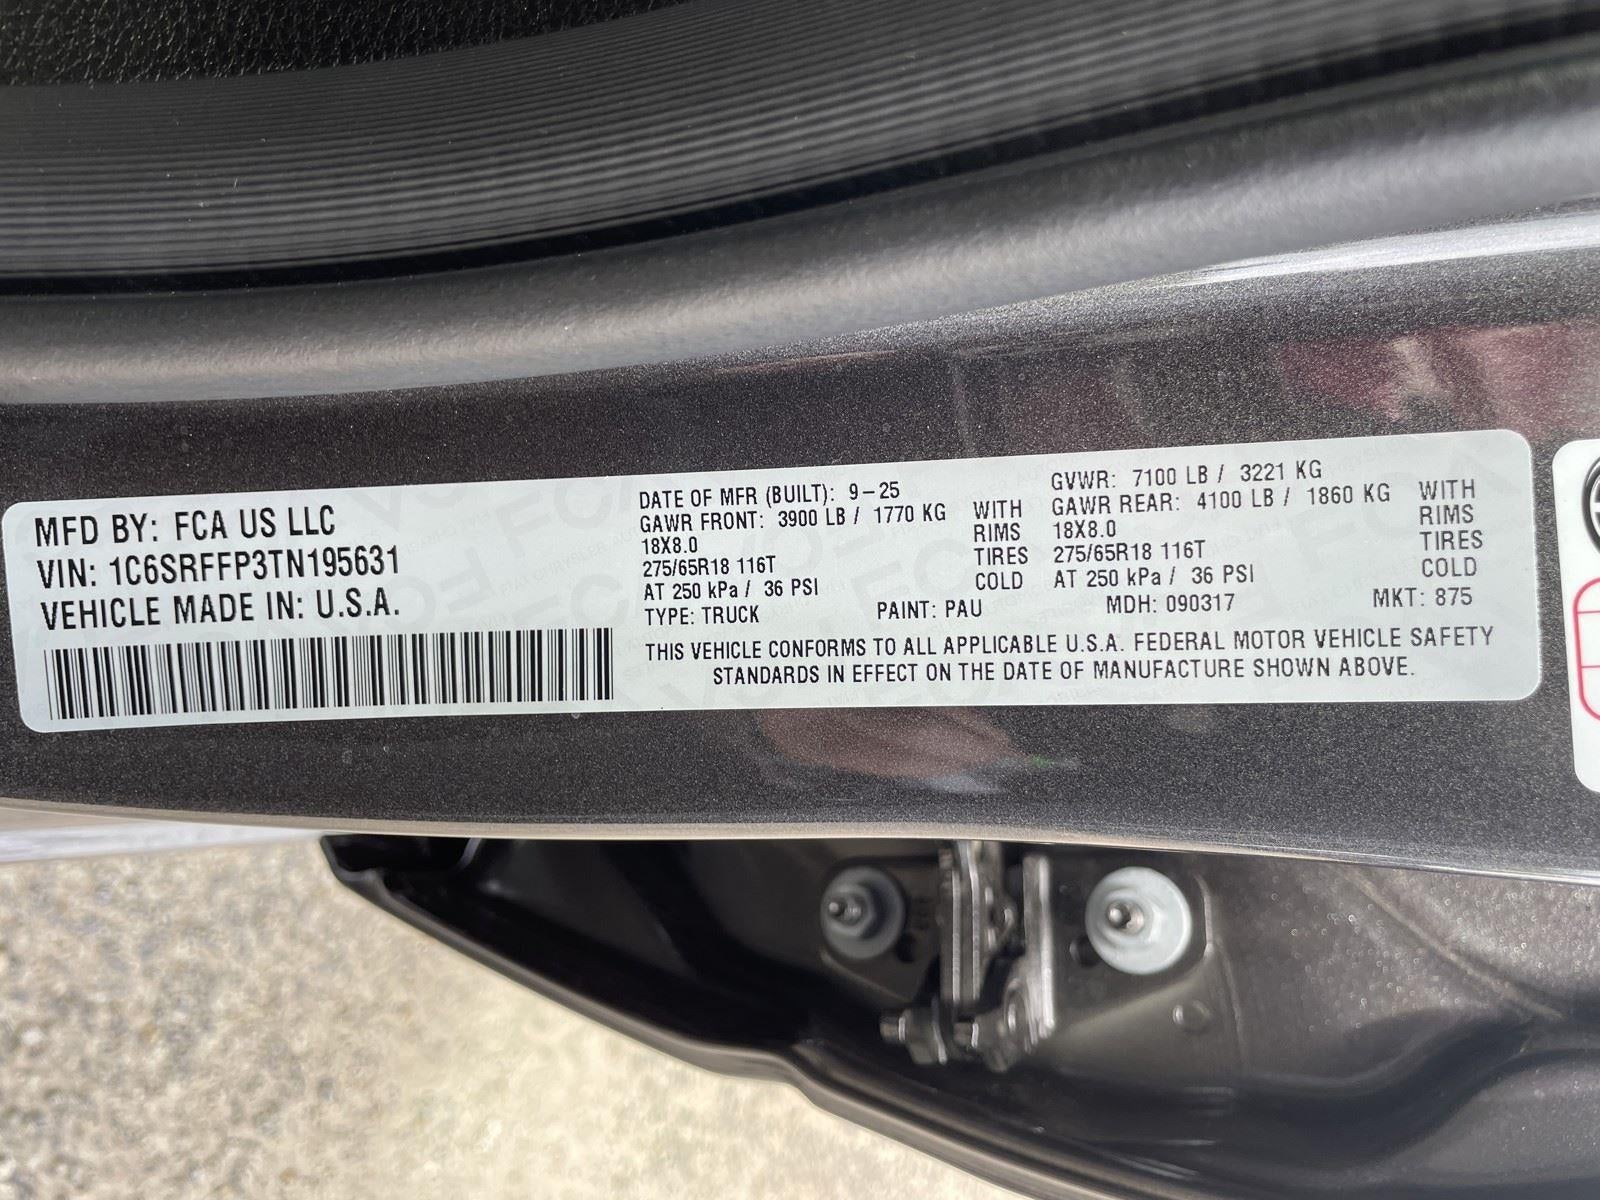 MFD BY: FCA US LLC
VIN: 1C6SRFFP3TN195631
VEHICLE MADE IN: U.S.A.
DATE OF MFR (BUILT): 9-25
GAWR FRONT: 3900 LB / 1770 KG WITH
18X8.0 RIMS
275/65R18 116T TIRES
AT 250 kPa / 36 PSI COLD
GVWR: 7100 LB / 3221 KG
GAWR REAR: 4100 LB / 1860 KG WITH
18X8.0 RIMS
275/65R18 116T TIRES
AT 250 kPa / 36 PSI COLD
TYPE: TRUCK PAINT: PAU MDH: 090317 MKT: 875
THIS VEHICLE CONFORMS TO ALL APPLICABLE U.S.A. FEDERAL MOTOR VEHICLE SAFETY
STANDARDS IN EFFECT ON THE DATE OF MANUFACTURE SHOWN ABOVE.